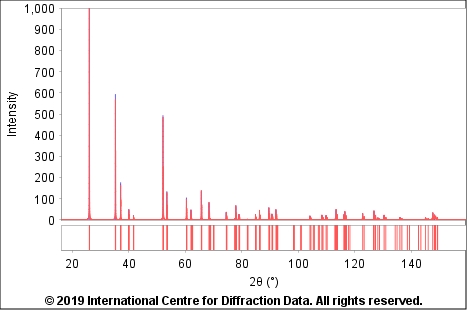 1,000
900
800
700
600
500
400
300
200
100
0
Intensity
20 40 60 80 100 120 140
2θ (°)
© 2019 International Centre for Diffraction Data. All rights reserved.